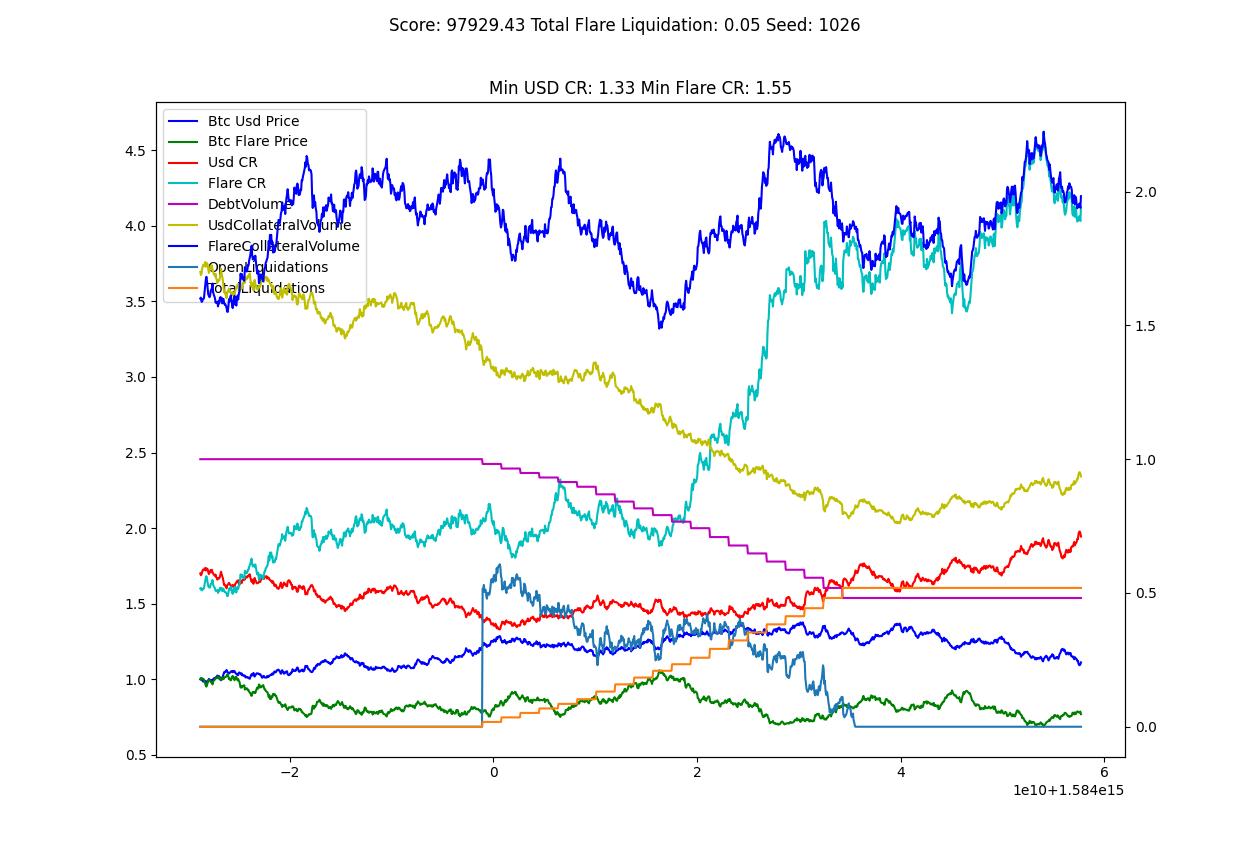 Score: 97929.43 Total Flare Liquidation: 0.05 Seed: 1026
Min USD CR: 1.33 Min Flare CR: 1.55
Btc Usd Price
Btc Flare Price
Usd CR
Flare CR
DebtVolume
UsdCollateralVolume
FlareCollateralVolume
OpenLiquidations
TotalLiquidations
4.5
4.0
3.5
3.0
2.5
2.0
1.5
1.0
0.5
2.0
1.5
1.0
0.5
0.0
−2
0
2
4
6
1e10+1.584e15